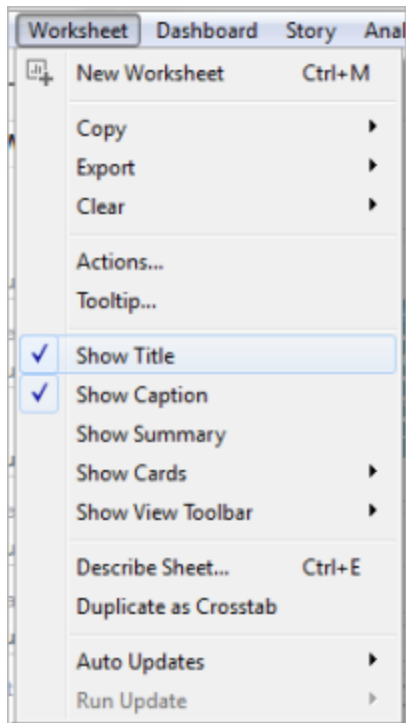 Worksheet Dashboard Story Anal
New Worksheet Ctrl+M
Copy
Export
Clear
Actions...
Tooltip...
Show Title
Show Caption
Show Summary
Show Cards
Show View Toolbar
Describe Sheet... Ctrl+E
Duplicate as Crosstab
Auto Updates
Run Update